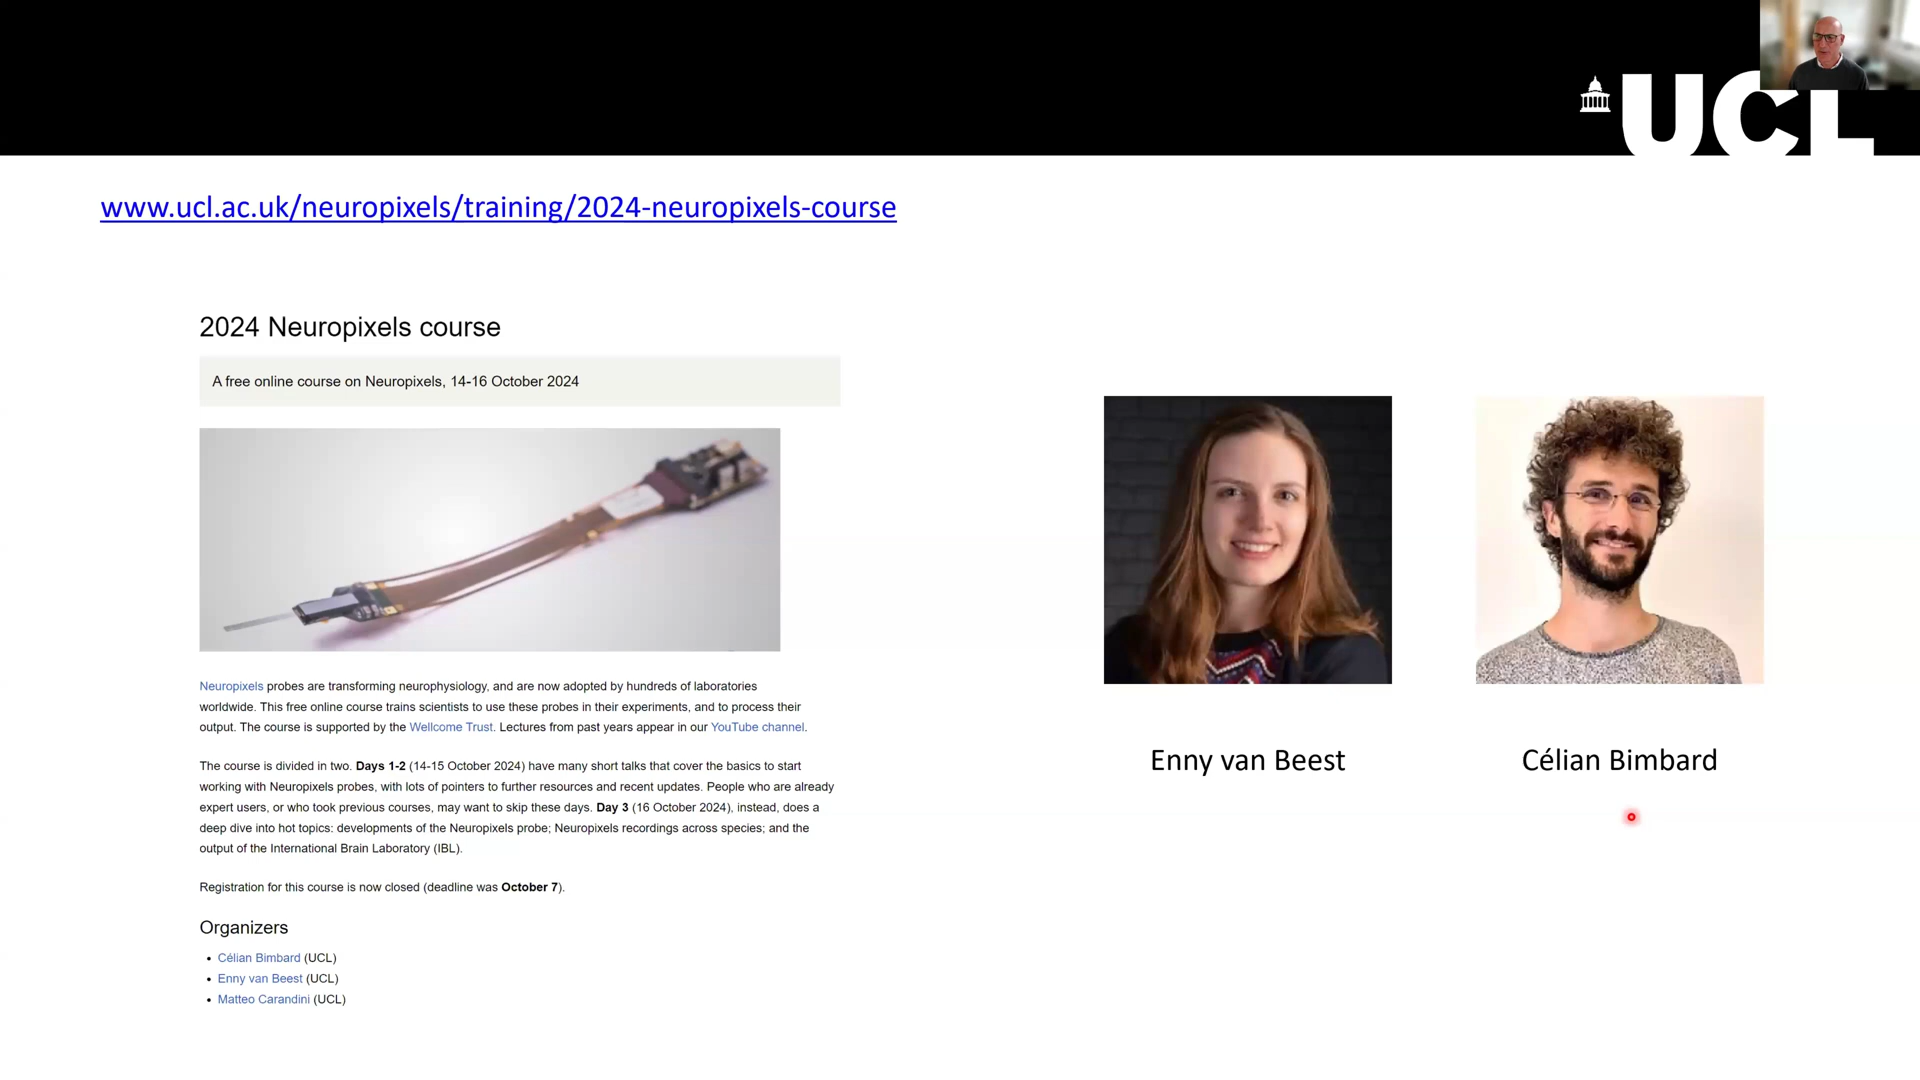 UCL
www.ucl.ac.uk/neuropixels/training/2024-neuropixels-course
2024 Neuropixels course
A free online course on Neuropixels, 14-16 October 2024
Neuropixels probes are transforming neurophysiology, and are now adopted by hundreds of laboratories
worldwide. This free online course trains scientists to use these probes in their experiments, and to process their
output. The course is supported by the Wellcome Trust. Lectures from past years appear in our YouTube channel.
The course is divided in two. Days 1-2 (14-15 October 2024) have many short talks that cover the basics to start
working with Neuropixels probes, with lots of pointers to further resources and recent updates. People who are already
expert users, or who took previous courses, may want to skip these days. Day 3 (16 October 2024), instead, does a
deep dive into hot topics: developments of the Neuropixels probe; Neuropixels recordings across species; and the
output of the International Brain Laboratory (IBL).
Registration for this course is now closed (deadline was October 7).
Organizers
• Célian Bimbard (UCL)
• Enny van Beest (UCL)
• Matteo Carandini (UCL)
Enny van Beest
Célian Bimbard